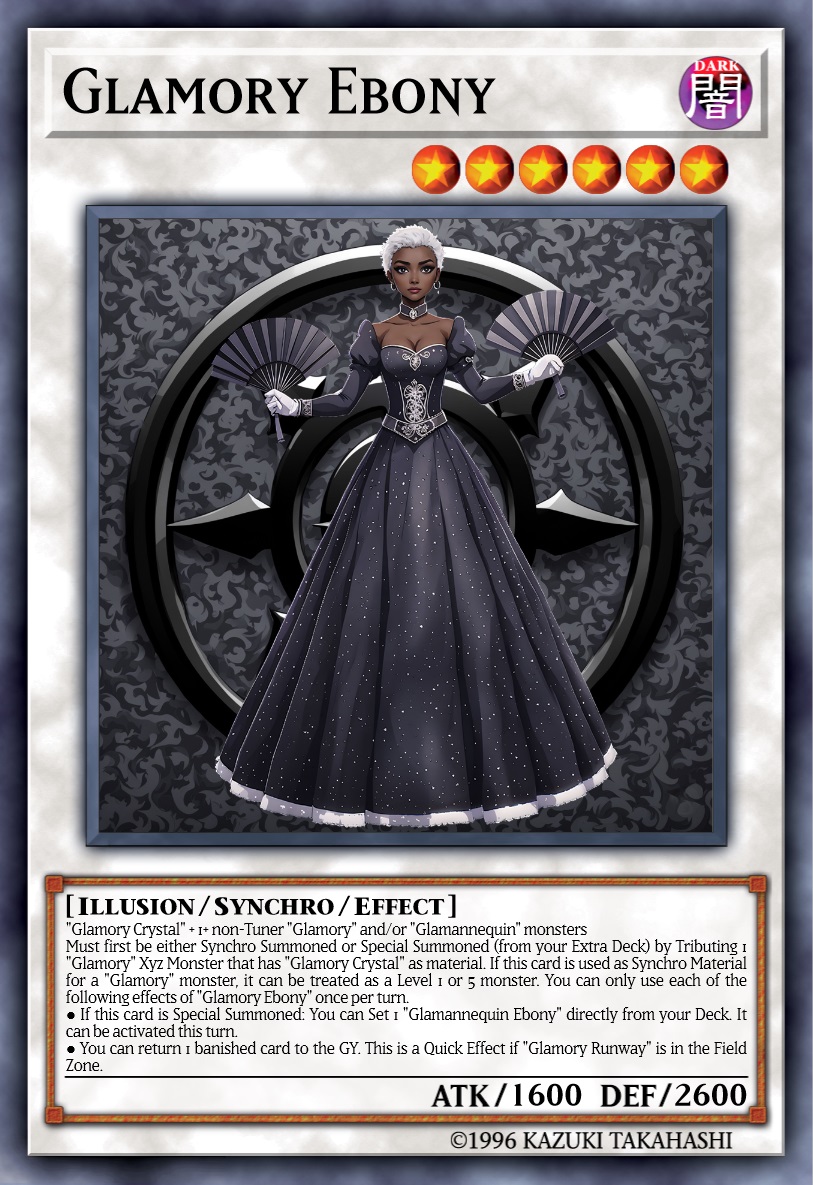 Glamory Ebony
DARK
闇
[Illusion/Synchro/Effect]
"Glamory Crystal" + 1+ non-Tuner "Glamory" and/or "Glamannequin" monsters
Must first be either Synchro Summoned or Special Summoned (from your Extra Deck) by Tributing 1
"Glamory" Xyz Monster that has "Glamory Crystal" as material. If this card is used as Synchro Material
for a "Glamory" monster, it can be treated as a Level 1 or 5 monster. You can only use each of the
following effects of "Glamory Ebony" once per turn.
● If this card is Special Summoned: You can Set 1 "Glamannequin Ebony" directly from your Deck. It
can be activated this turn.
● You can return 1 banished card to the GY. This is a Quick Effect if "Glamory Runway" is in the Field
Zone.
ATK/1600 DEF/2600
©1996 KAZUKI TAKAHASHI